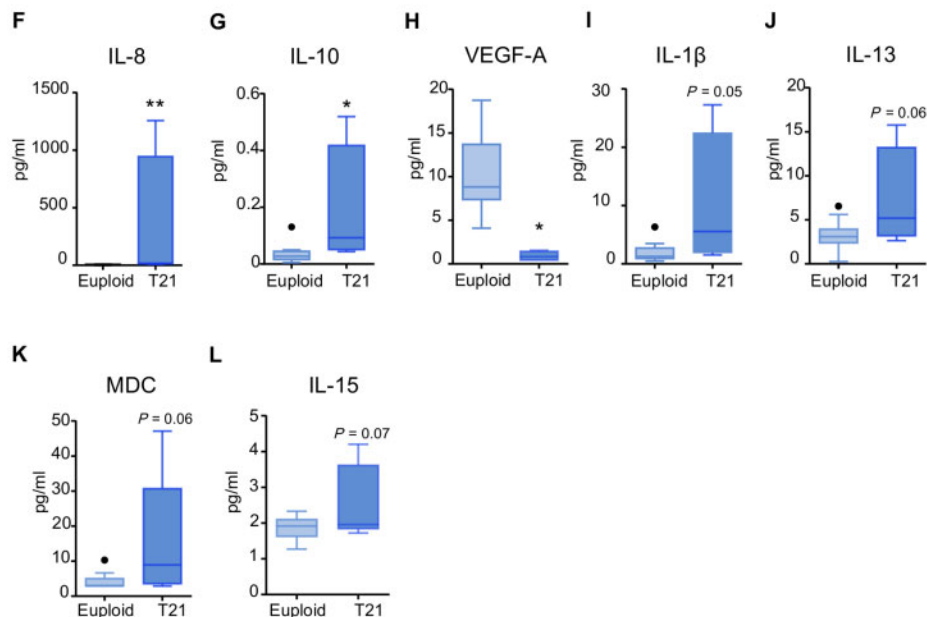 F
IL-8
pg/ml
1500
1000
500
0
**
Euploid T21
G
IL-10
pg/ml
0.6
0.4
0.2
0
*
Euploid T21
H
VEGF-A
pg/ml
20
15
10
5
0
*
Euploid T21
I
IL-1β
pg/ml
30
20
10
0
P = 0.05
Euploid T21
J
IL-13
pg/ml
20
15
10
5
0
P = 0.06
Euploid T21
K
MDC
pg/ml
50
40
30
20
10
0
P = 0.06
Euploid T21
L
IL-15
pg/ml
5
4
3
2
1
0
P = 0.07
Euploid T21